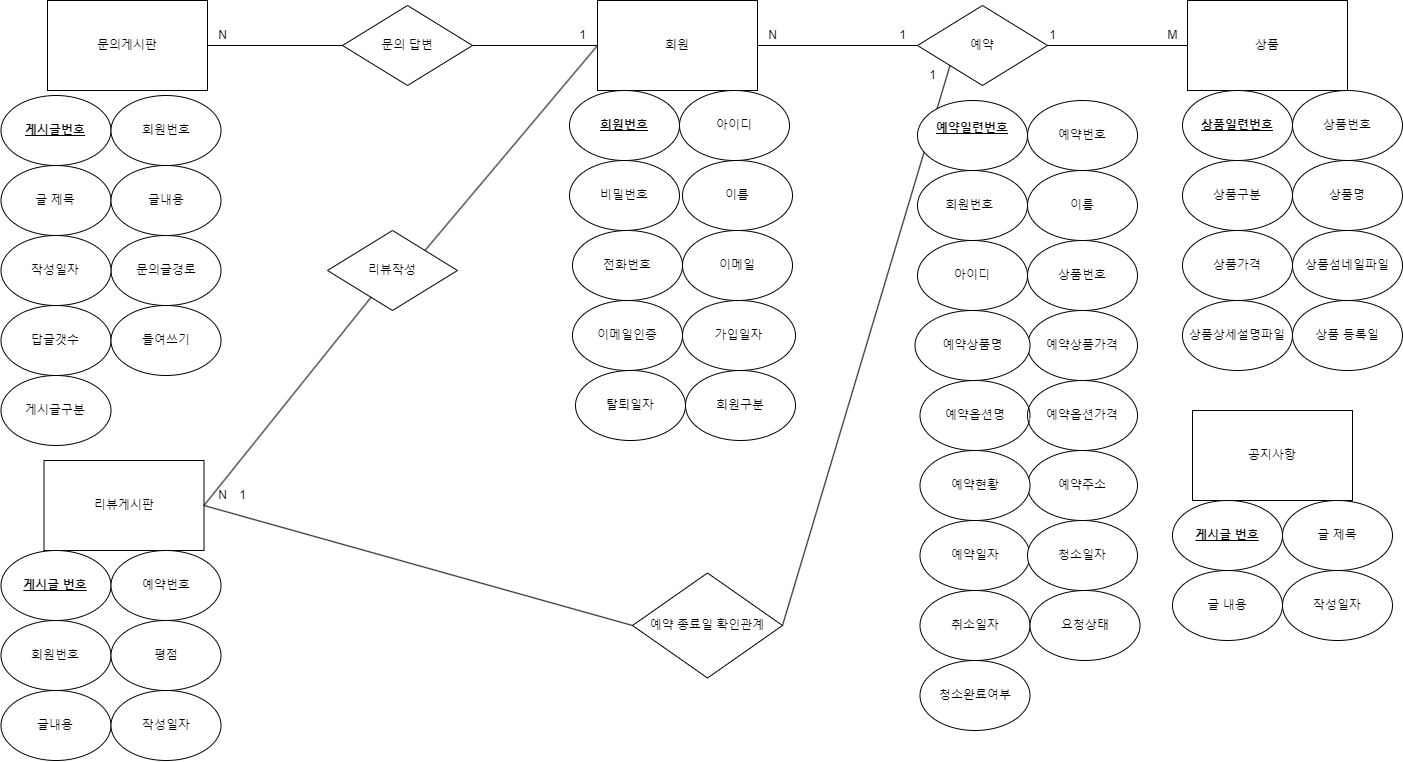 문의게시판
N
문의 답변
1
회원
N
1
예약
1
M
상품
1
게시글번호
회원번호
글 제목
글내용
작성일자
문의글경로
답글갯수
들여쓰기
게시글구분
리뷰작성
회원번호
아이디
비밀번호
이름
전화번호
이메일
이메일인증
가입일자
탈퇴일자
회원구분
예약일련번호
예약번호
회원번호
이름
아이디
상품번호
예약상품명
예약상품가격
예약옵션명
예약옵션가격
예약현황
예약주소
예약일자
청소일자
취소일자
요청상태
청소완료여부
상품일련번호
상품번호
상품구분
상품명
상품가격
상품섬네일파일
상품상세설명파일
상품 등록일
공지사항
게시글 번호
글 제목
글 내용
작성일자
리뷰게시판
N
1
게시글 번호
예약번호
회원번호
평점
글내용
작성일자
예약 종료일 확인관계